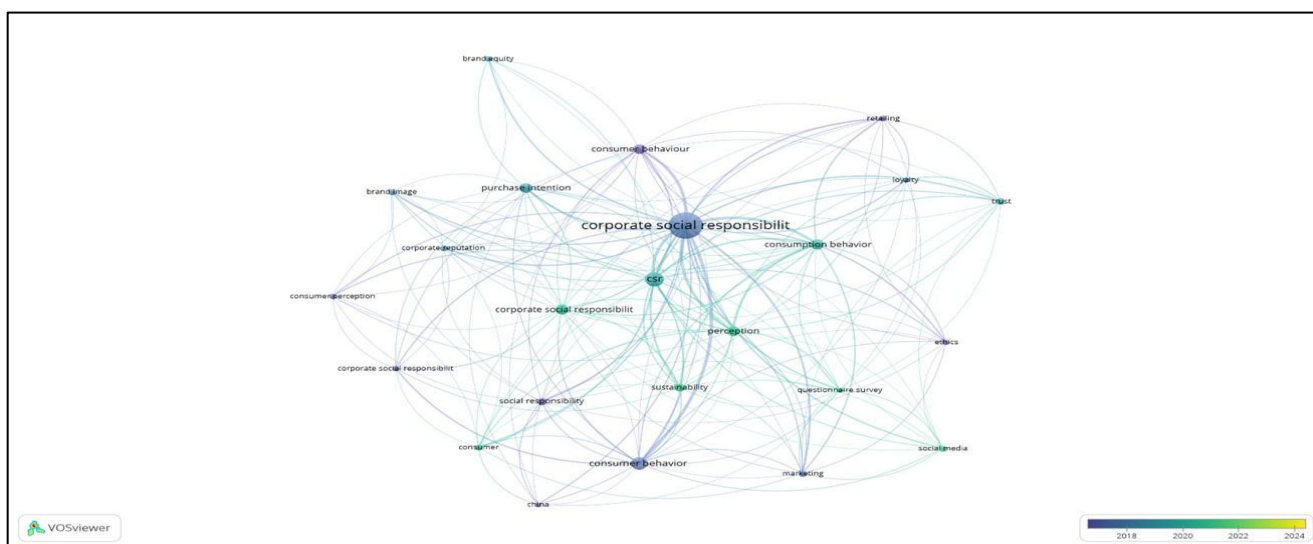 brand equity
retailing
consumer behaviour
loyalty
purchase intention
brand image
trust
corporate social responsibilit
consumption behavior
corporate reputation
csr
consumer perception
corporate social responsibilit
perception
ethics
corporate social responsibilit
sustainability
questionnaire survey
social responsibility
consumer
social media
consumer behavior
marketing
china
VOSviewer
2018 2020 2022 2024